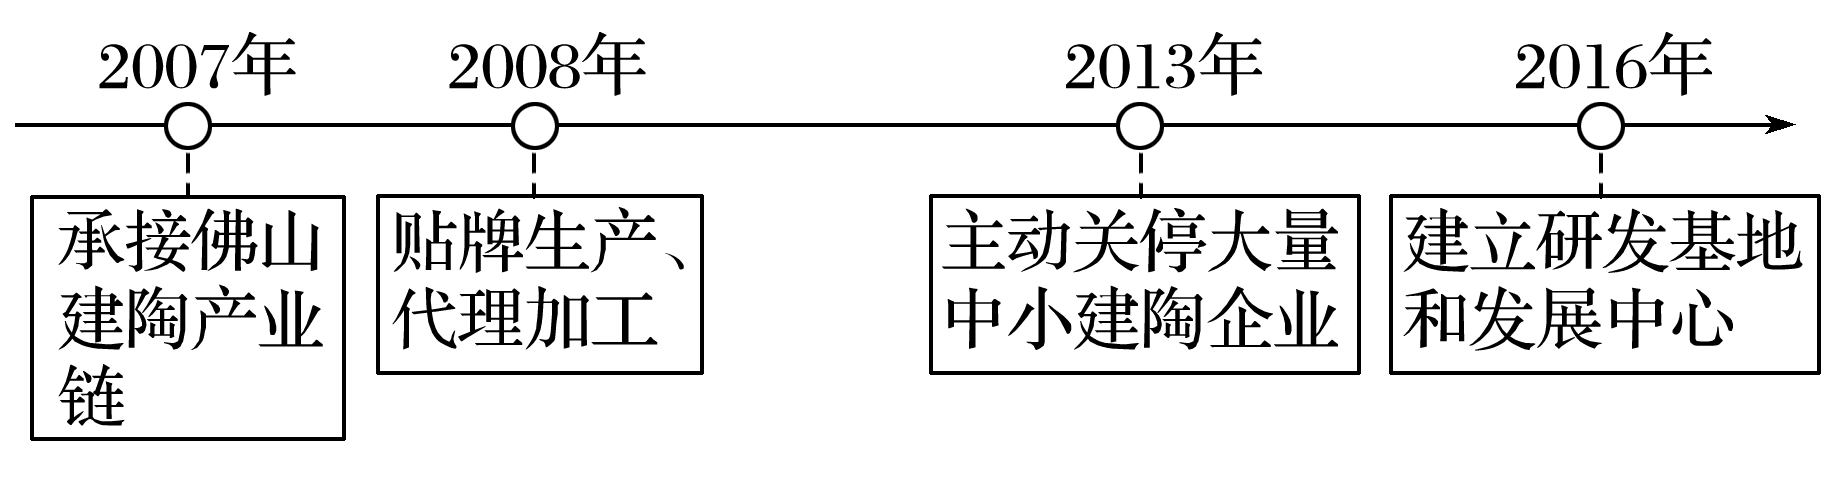 2007年
2008年
2013年
2016年
承接佛山
建陶产业
链
贴牌生产、
代理加工
主动关停大量
中小建陶企业
建立研发基地
和发展中心